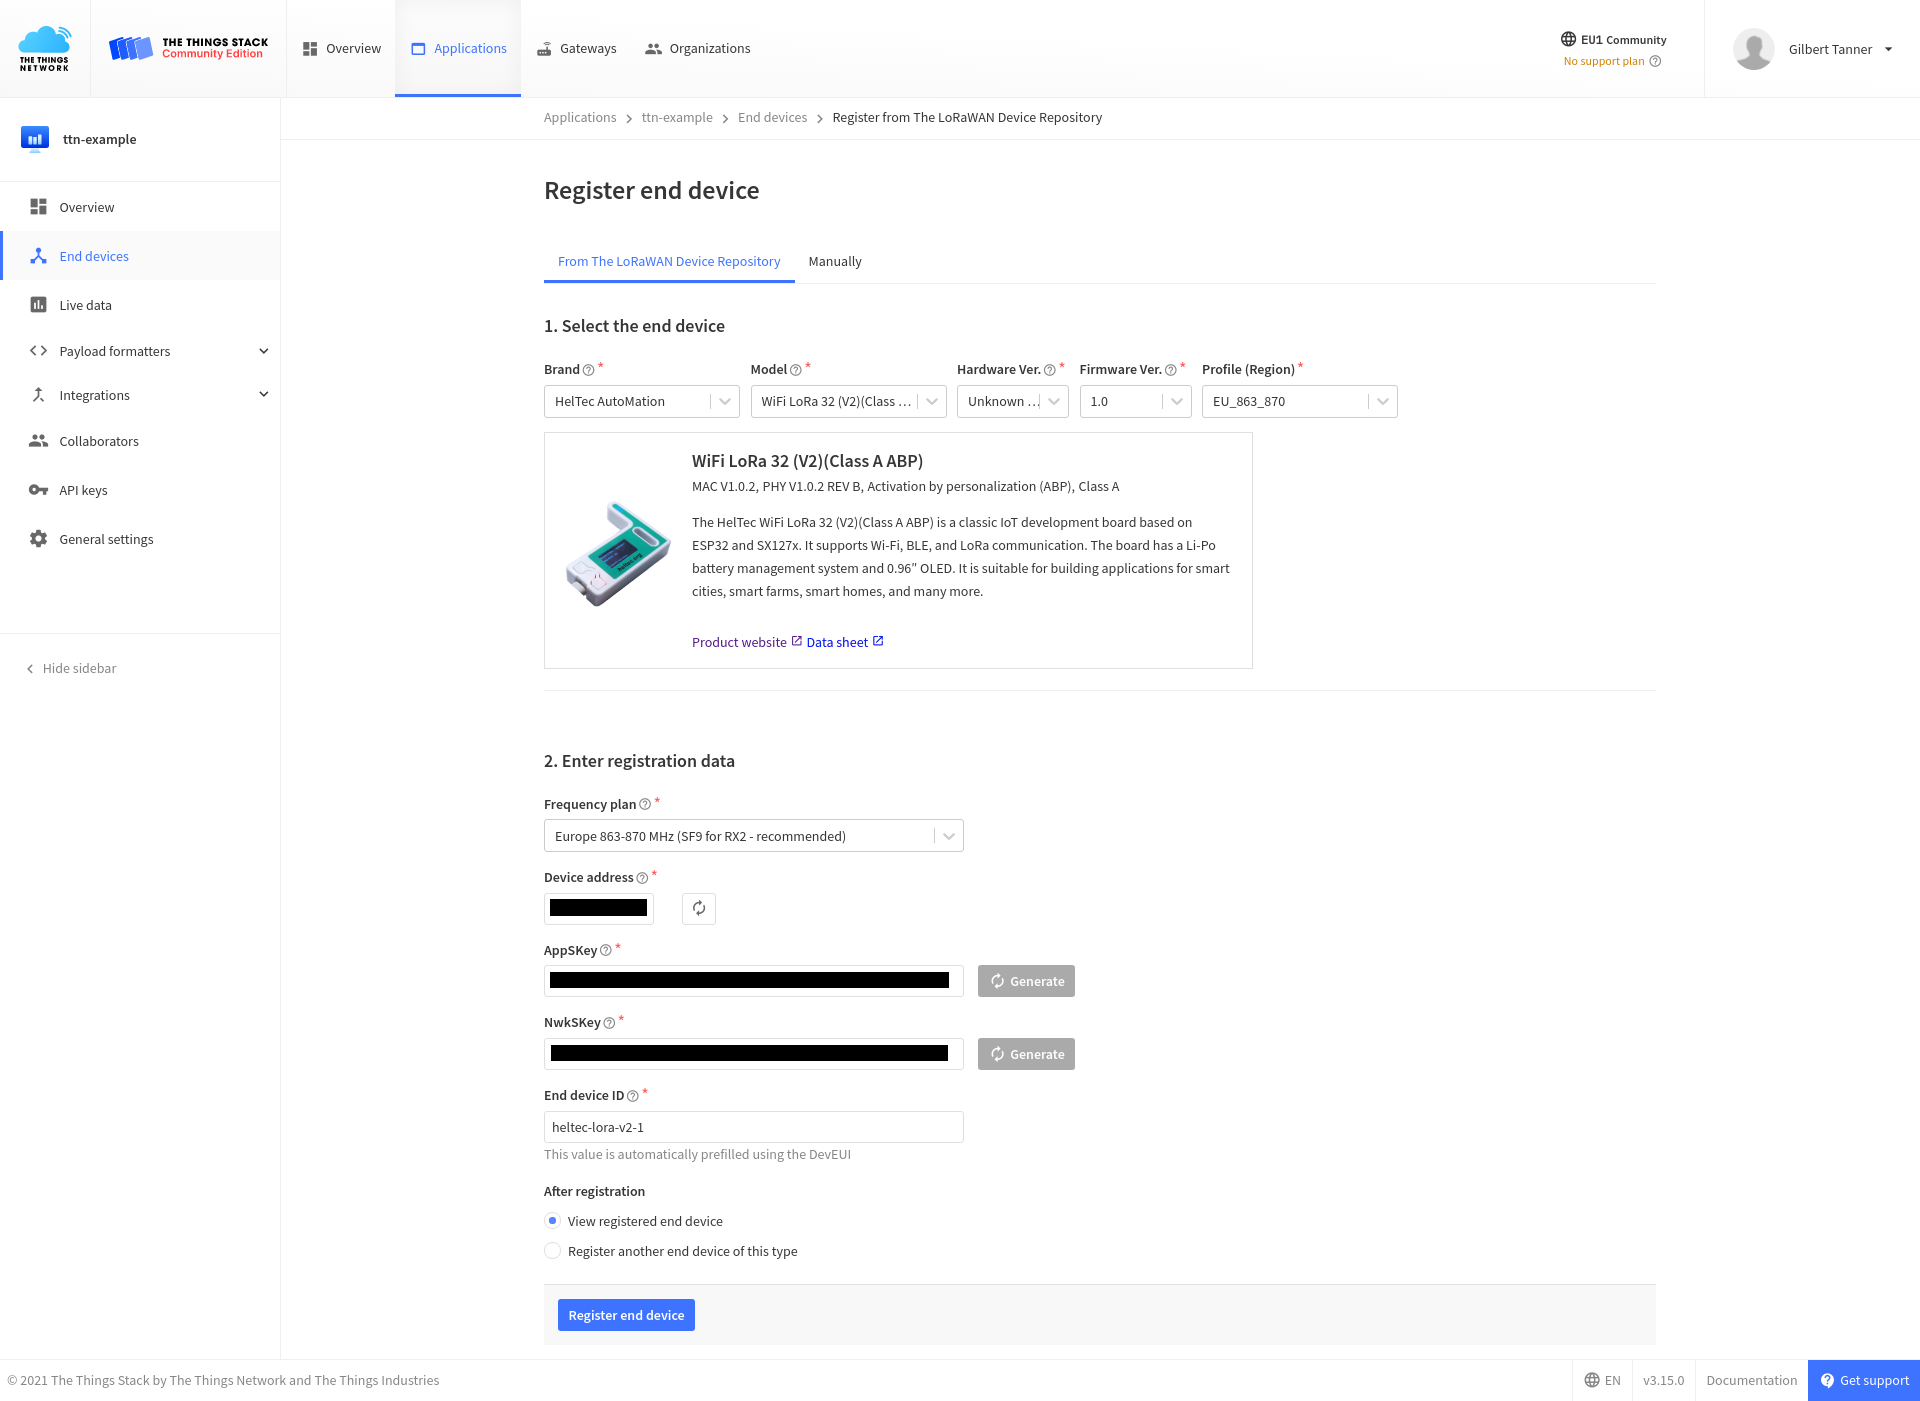 THE THINGS
NETWORK
THE THINGS STACK
Community Edition
Overview
Applications
Gateways
Organizations
EU1 Community
No support plan
Gilbert Tanner
ttn-example
Overview
End devices
Live data
Payload formatters
Integrations
Collaborators
API keys
General settings
Hide sidebar
Applications > ttn-example > End devices > Register from The LoRaWAN Device Repository
Register end device
From The LoRaWAN Device Repository Manually
1. Select the end device
Brand * Model * Hardware Ver. * Firmware Ver. * Profile (Region) *
HelTec AutoMation WiFi LoRa 32 (V2)(Class ... Unknown ... 1.0 EU_863_870
WiFi LoRa 32 (V2)(Class A ABP)
MAC V1.0.2, PHY V1.0.2 REV B, Activation by personalization (ABP), Class A
The HelTec WiFi LoRa 32 (V2)(Class A ABP) is a classic IoT development board based on
ESP32 and SX127x. It supports Wi-Fi, BLE, and LoRa communication. The board has a Li-Po
battery management system and 0.96″ OLED. It is suitable for building applications for smart
cities, smart farms, smart homes, and many more.
Product website Data sheet
2. Enter registration data
Frequency plan *
Europe 863-870 MHz (SF9 for RX2 - recommended)
Device address *
AppSKey *
Generate
NwkSKey *
Generate
End device ID *
heltec-lora-v2-1
This value is automatically prefilled using the DevEUI
After registration
View registered end device
Register another end device of this type
Register end device
© 2021 The Things Stack by The Things Network and The Things Industries
EN
v3.15.0
Documentation
Get support